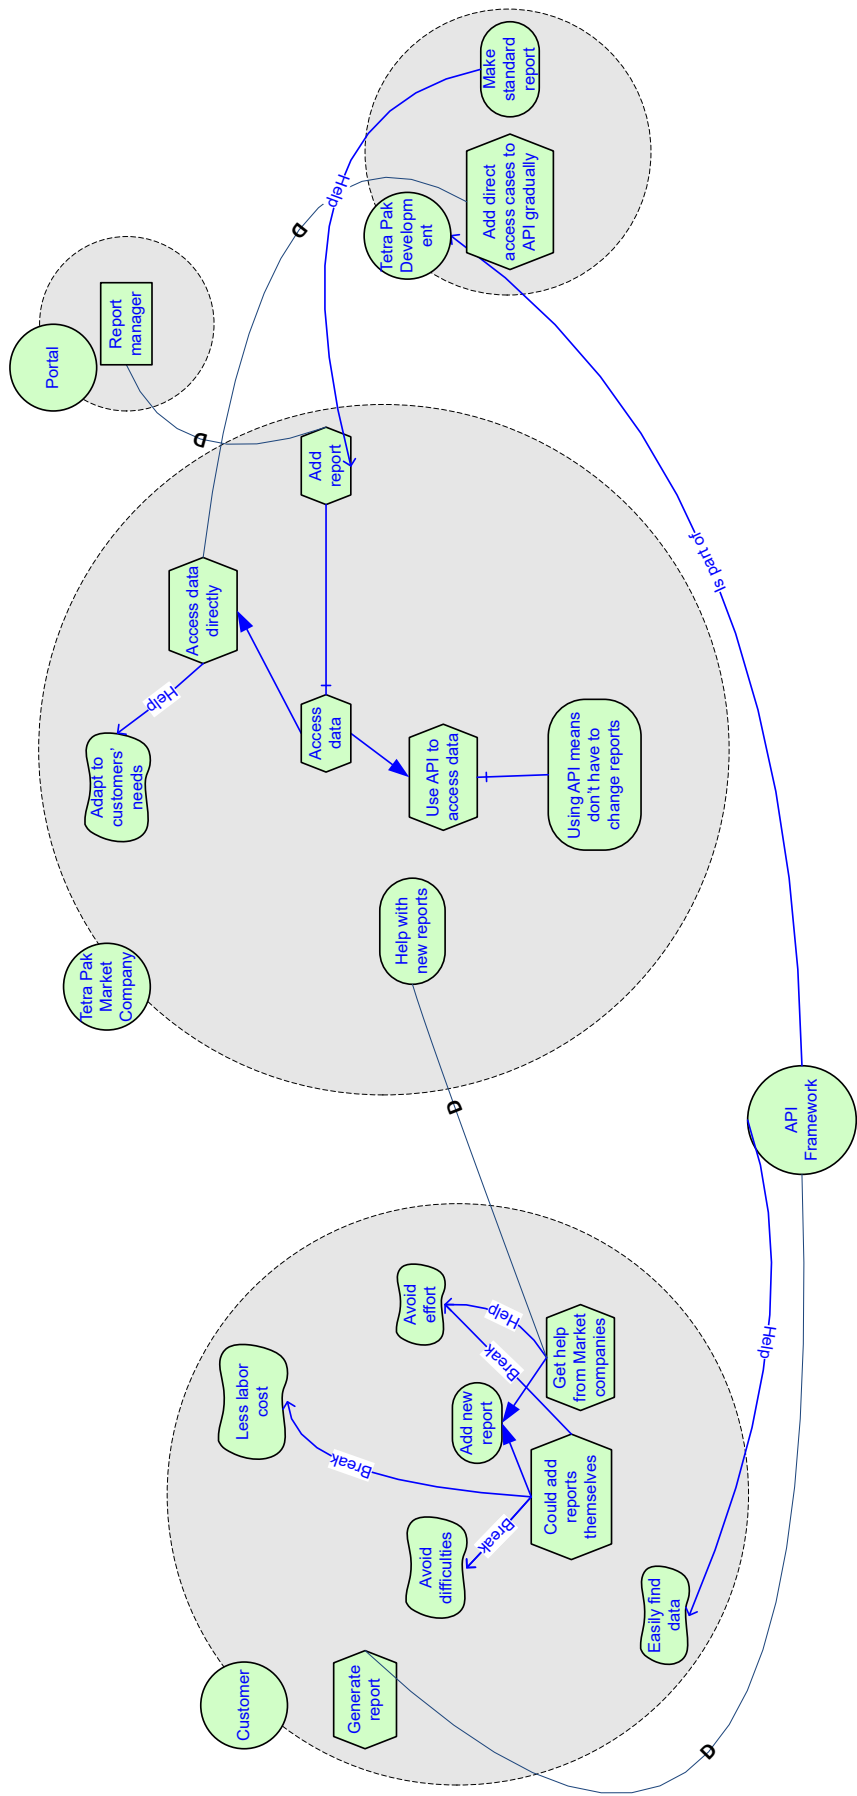 Customer
Generate
report
Less labor
cost
Avoid
difficulties
Avoid
effort
Add new
report
Could add
reports
themselves
Get help
from Market
companies
Easily find
data
Break
Break
Break
Help
D
D
Help
API
Framework
Is part of
Tetra Pak
Market
Company
Adapt to
customers'
needs
Help
Access data
directly
Access
data
Add
report
Use API to
access data
Using API means
don't have to
change reports
Help with
new reports
D
D
Help
Portal
Report
manager
Tetra Pak
Developm
ent
Add direct
access cases to
API gradually
Make
standard
report